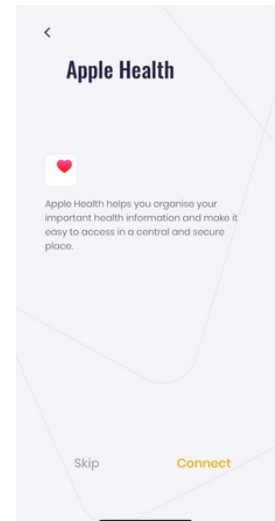 Apple Health
Apple Health helps you organise your
important health information and make it
easy to access in a central and secure
place.
Skip
Connect